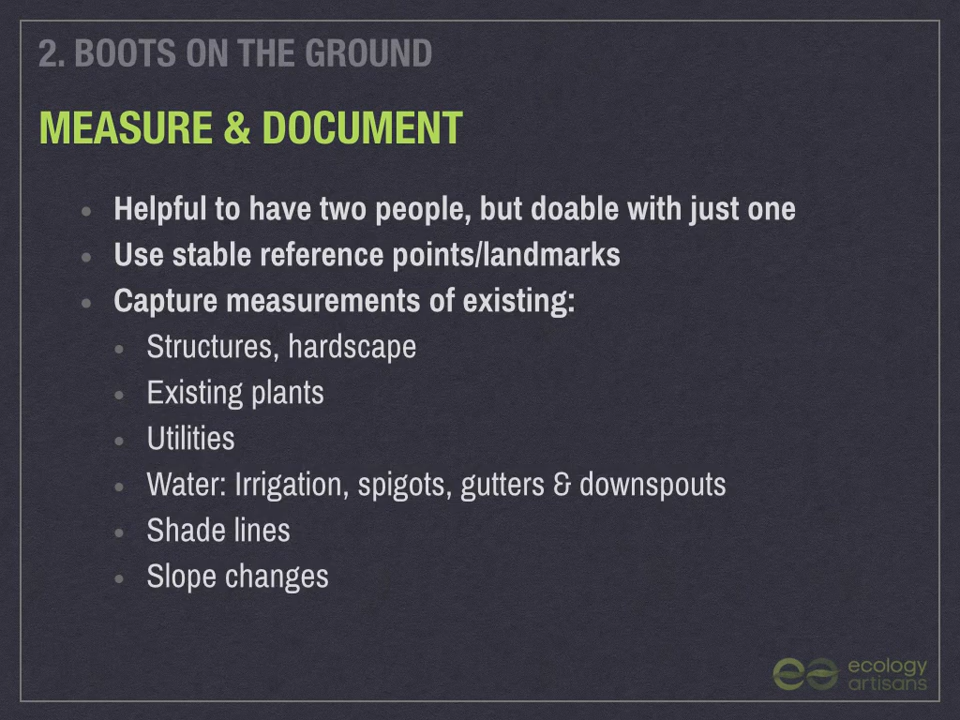 2. BOOTS ON THE GROUND
MEASURE & DOCUMENT
• Helpful to have two people, but doable with just one
• Use stable reference points/landmarks
• Capture measurements of existing:
• Structures, hardscape
• Existing plants
• Utilities
• Water: Irrigation, spigots, gutters & downspouts
• Shade lines
• Slope changes
ecology
artisans